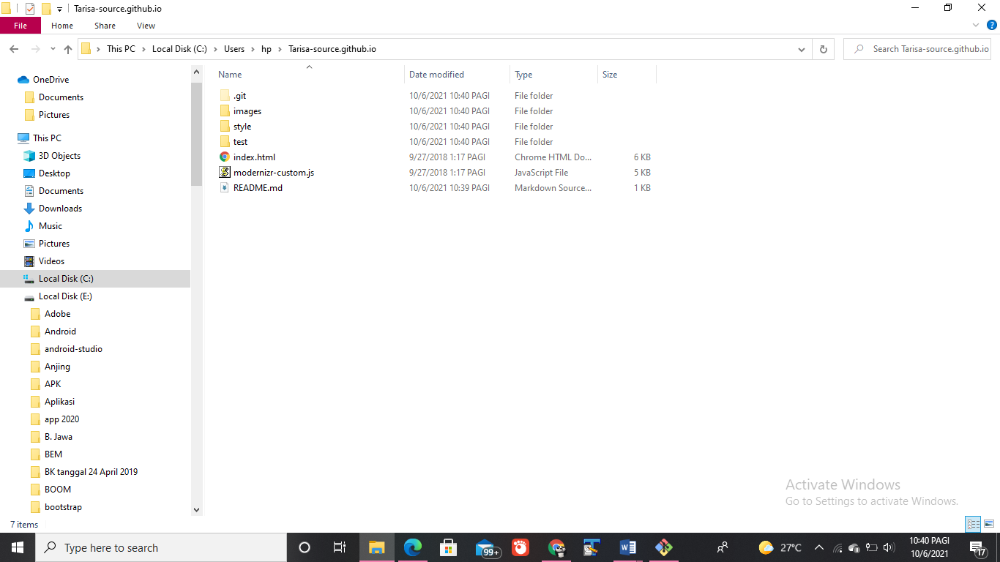 Tarisa-source.github.io
File Home Share View
This PC Local Disk (C:) Users hp Tarisa-source.github.io Search Tarisa-source.github.io
Name Date modified Type Size
OneDrive
Documents
Pictures
This PC
3D Objects
Desktop
Documents
Downloads
Music
Pictures
Videos
Local Disk (C:)
Local Disk (E:)
Adobe
Android
android-studio
Anjing
APK
Aplikasi
app 2020
B. Jawa
BEM
BK tanggal 24 April 2019
BOOM
bootstrap
.git 10/6/2021 10:40 PAGI File folder
images 10/6/2021 10:40 PAGI File folder
style 10/6/2021 10:40 PAGI File folder
test 10/6/2021 10:40 PAGI File folder
index.html 9/27/2018 1:17 PAGI Chrome HTML Do... 6 KB
modernizr-custom.js 9/27/2018 1:17 PAGI JavaScript File 5 KB
README.md 10/6/2021 10:39 PAGI Markdown Source... 1 KB
Activate Windows
Go to Settings to activate Windows.
7 items
Type here to search 99+ 27°C 10:40 PAGI
10/6/2021 17